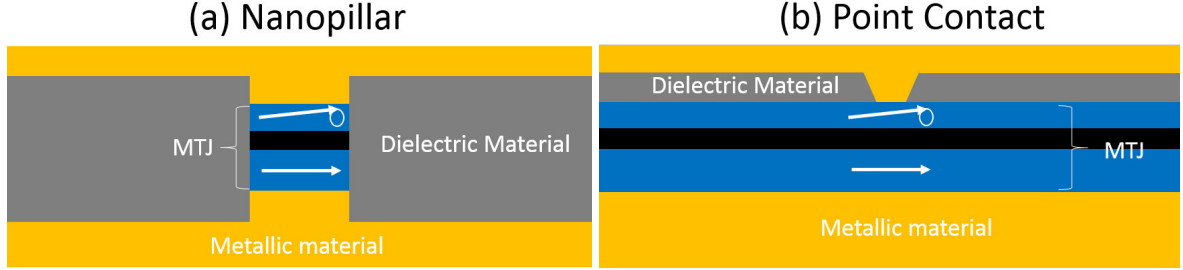 (a) Nanopillar
MTJ
Dielectric Material
Metallic material
(b) Point Contact
Dielectric Material
MTJ
Metallic material